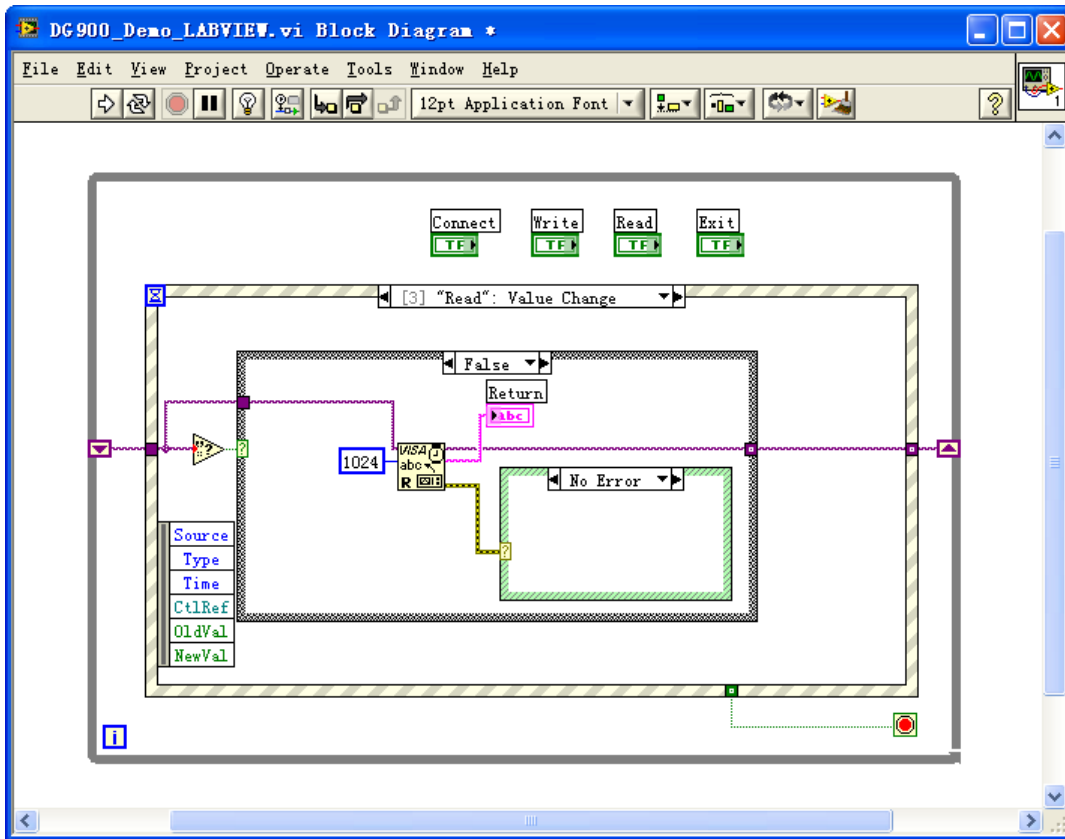 DG900_Demo_LABVIEW.vi Block Diagram *
File Edit View Project Operate Tools Window Help
12pt Application Font
?
1
Connect Write Read Exit
TF TF TF TF
[3] "Read": Value Change
False
Return
abc
"?
?
1024
VISA
abc
R
No Error
?
Source
Type
Time
CtlRef
OldVal
NewVal
i